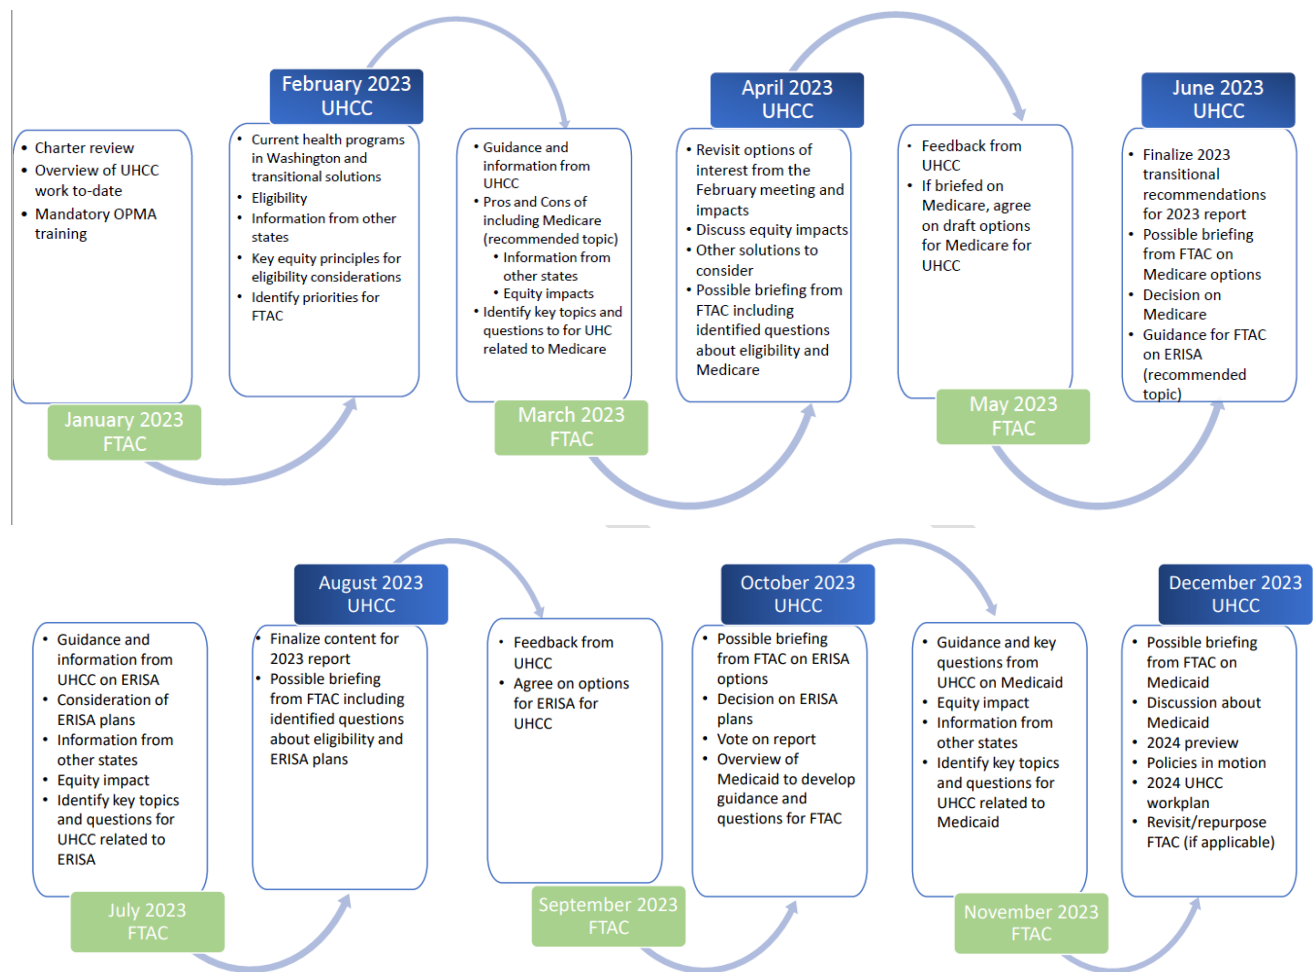 January 2023
FTAC
• Charter review
• Overview of UHCC
work to-date
• Mandatory OPMA
training
February 2023
UHCC
• Current health programs
in Washington and
transitional solutions
• Eligibility
• Information from other
states
• Key equity principles for
eligibility considerations
• Identify priorities for
FTAC
• Guidance and
information from
UHCC
• Pros and Cons of
including Medicare
(recommended topic)
• Information from
other states
• Equity impacts
• Identify key topics and
questions to for UHC
related to Medicare
March 2023
FTAC
April 2023
UHCC
• Revisit options of
interest from the
February meeting and
impacts
• Discuss equity impacts
• Other solutions to
consider
• Possible briefing from
FTAC including
identified questions
about eligibility and
Medicare
• Feedback from
UHCC
• If briefed on
Medicare, agree
on draft options
for Medicare for
UHCC
May 2023
FTAC
June 2023
UHCC
• Finalize 2023
transitional
recommendations
for 2023 report
• Possible briefing
from FTAC on
Medicare options
• Decision on
Medicare
• Guidance for FTAC
on ERISA
(recommended
topic)
• Guidance and
information from
UHCC on ERISA
• Consideration of
ERISA plans
• Information from
other states
• Equity impact
• Identify key topics
and questions for
UHCC related to
ERISA
July 2023
FTAC
August 2023
UHCC
• Finalize content for
2023 report
• Possible briefing
from FTAC including
identified questions
about eligibility and
ERISA plans
• Feedback from
UHCC
• Agree on options
for ERISA for
UHCC
September 2023
FTAC
October 2023
UHCC
• Possible briefing
from FTAC on ERISA
options
• Decision on ERISA
plans
• Vote on report
• Overview of
Medicaid to develop
guidance and
questions for FTAC
• Guidance and key
questions from
UHCC on Medicaid
• Equity impact
• Information from
other states
• Identify key topics
and questions for
UHCC related to
Medicaid
November 2023
FTAC
December 2023
UHCC
• Possible briefing
from FTAC on
Medicaid
• Discussion about
Medicaid
• 2024 preview
• Policies in motion
• 2024 UHCC
workplan
• Revisit/repurpose
FTAC (if applicable)